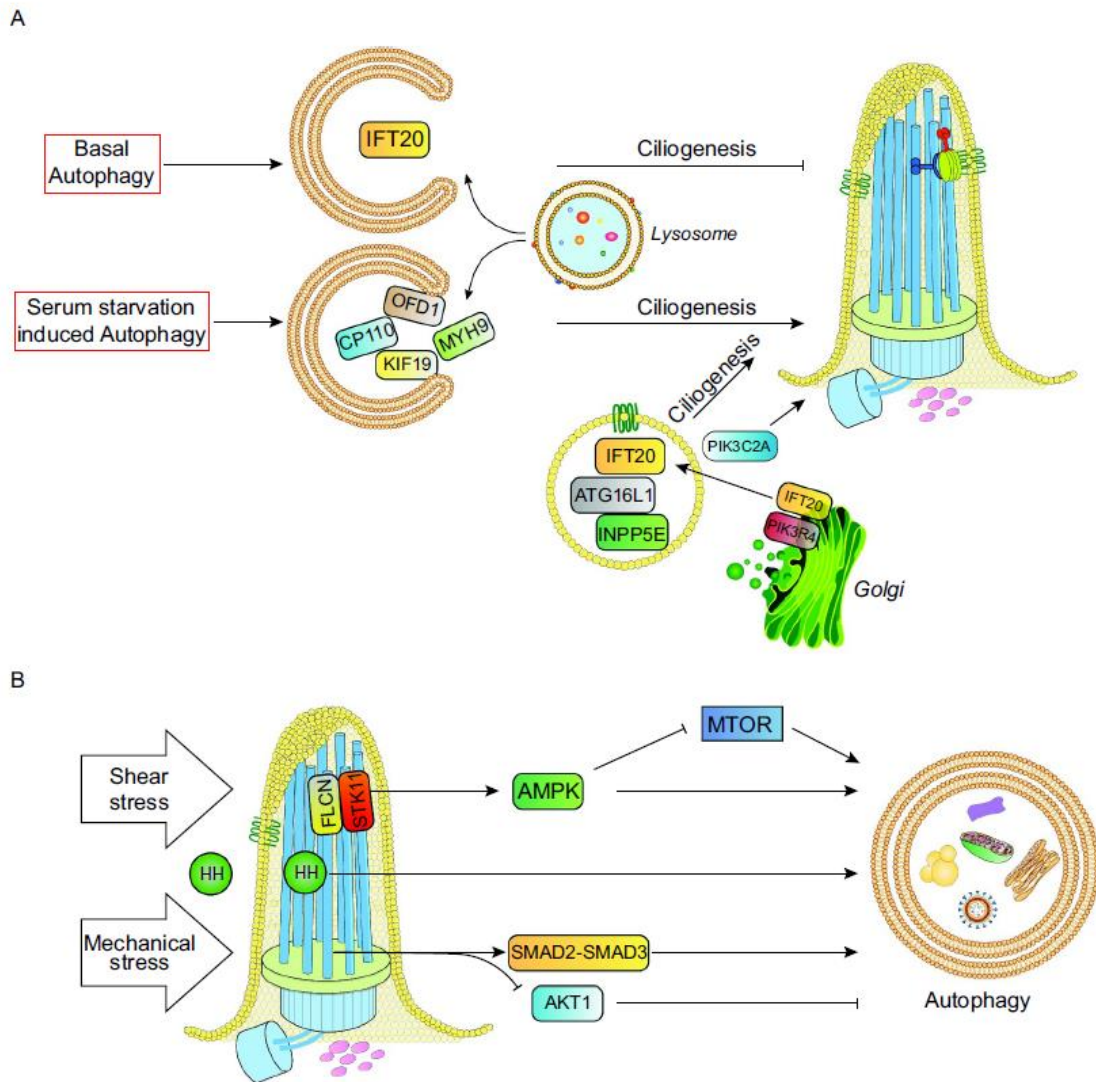 A
Basal
Autophagy
IFT20
Ciliogenesis
Lysosome
Serum starvation
induced Autophagy
OFD1
CP110
MYH9
KIF19
Ciliogenesis
Ciliogenesis
PIK3C2A
IFT20
ATG16L1
INPP5E
IFT20
PIK3R4
Golgi
B
Shear
stress
FLCN
STK11
AMPK
MTOR
HH
HH
Mechanical
stress
SMAD2-SMAD3
AKT1
Autophagy